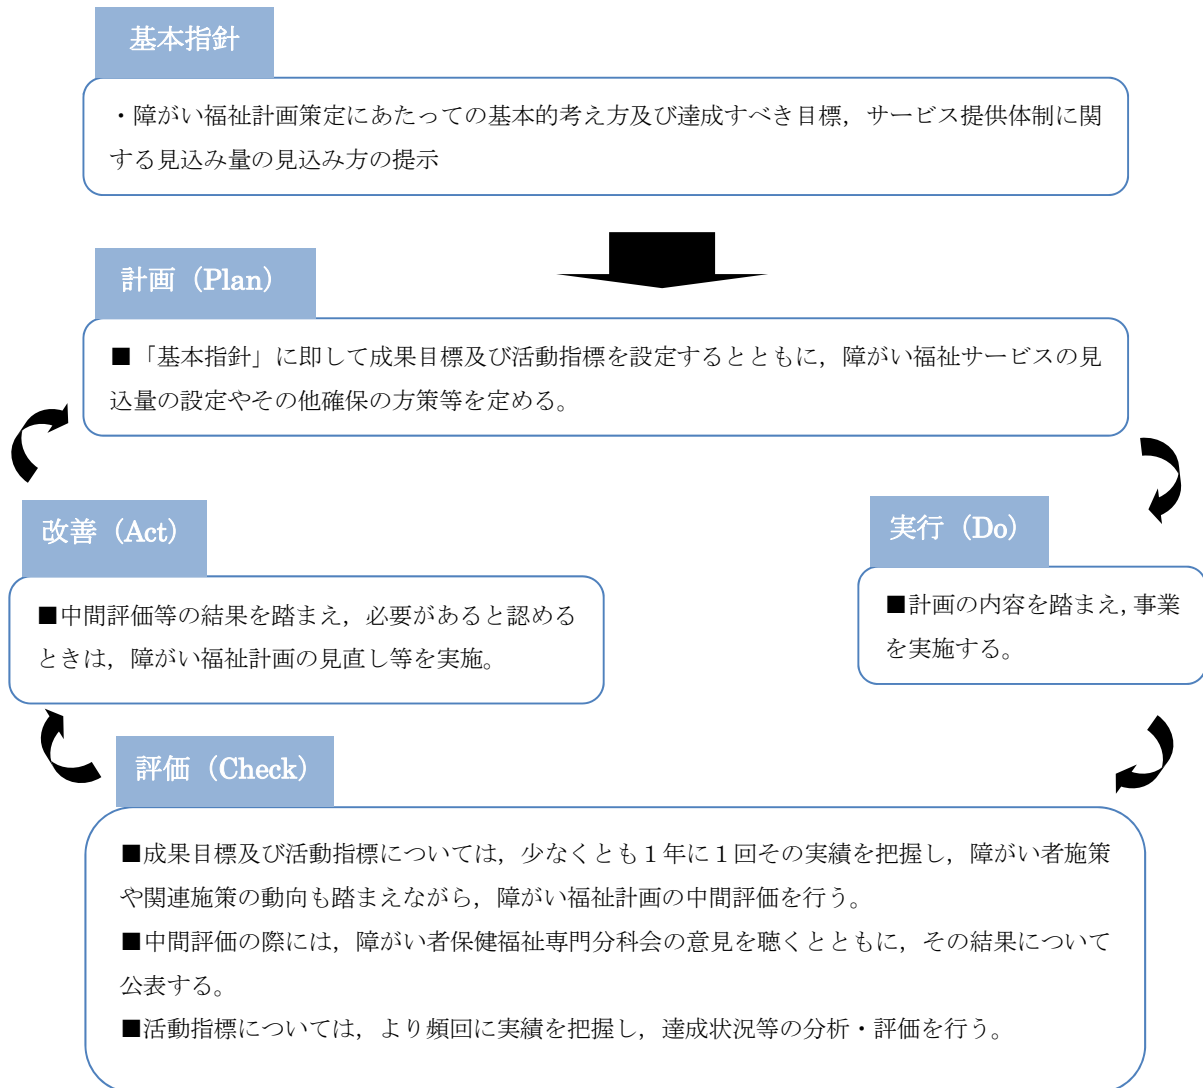 基本指針
・障がい福祉計画策定にあたっての基本的考え方及び達成すべき目標，サービス提供体制に関
する見込み量の見込み方の提示
計画（Plan）
■「基本指針」に即して成果目標及び活動指標を設定するとともに，障がい福祉サービスの見
込量の設定やその他確保の方策等を定める。
改善（Act）
■中間評価等の結果を踏まえ，必要があると認める
ときは，障がい福祉計画の見直し等を実施。
実行（Do）
■計画の内容を踏まえ，事業
を実施する。
評価（Check）
■成果目標及び活動指標については，少なくとも１年に１回その実績を把握し，障がい者施策
や関連施策の動向も踏まえながら，障がい福祉計画の中間評価を行う。
■中間評価の際には，障がい者保健福祉専門分科会の意見を聴くとともに，その結果について
公表する。
■活動指標については，より頻回に実績を把握し，達成状況等の分析・評価を行う。